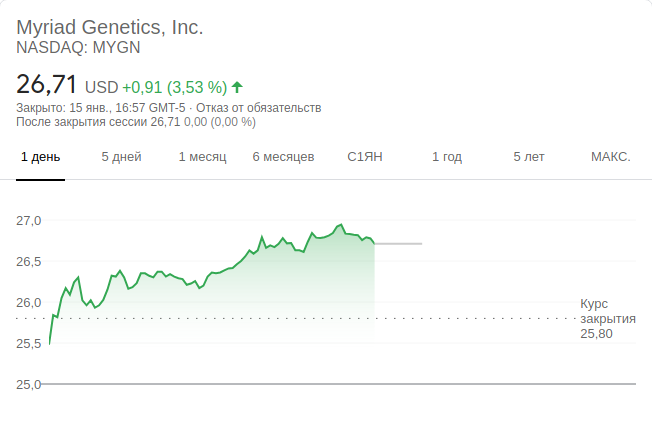 Myriad Genetics, Inc.
NASDAQ: MYGN
26,71 USD +0,91 (3,53 %)
Закрыто: 15 янв., 16:57 GMT-5 · Отказ от обязательств
После закрытия сессии 26,71 0,00 (0,00 %)
1 день 5 дней 1 месяц 6 месяцев С1ЯН 1 год 5 лет МАКС.
27,0
26,5
26,0
Курс
закрытия
25,80
25,5
25,0